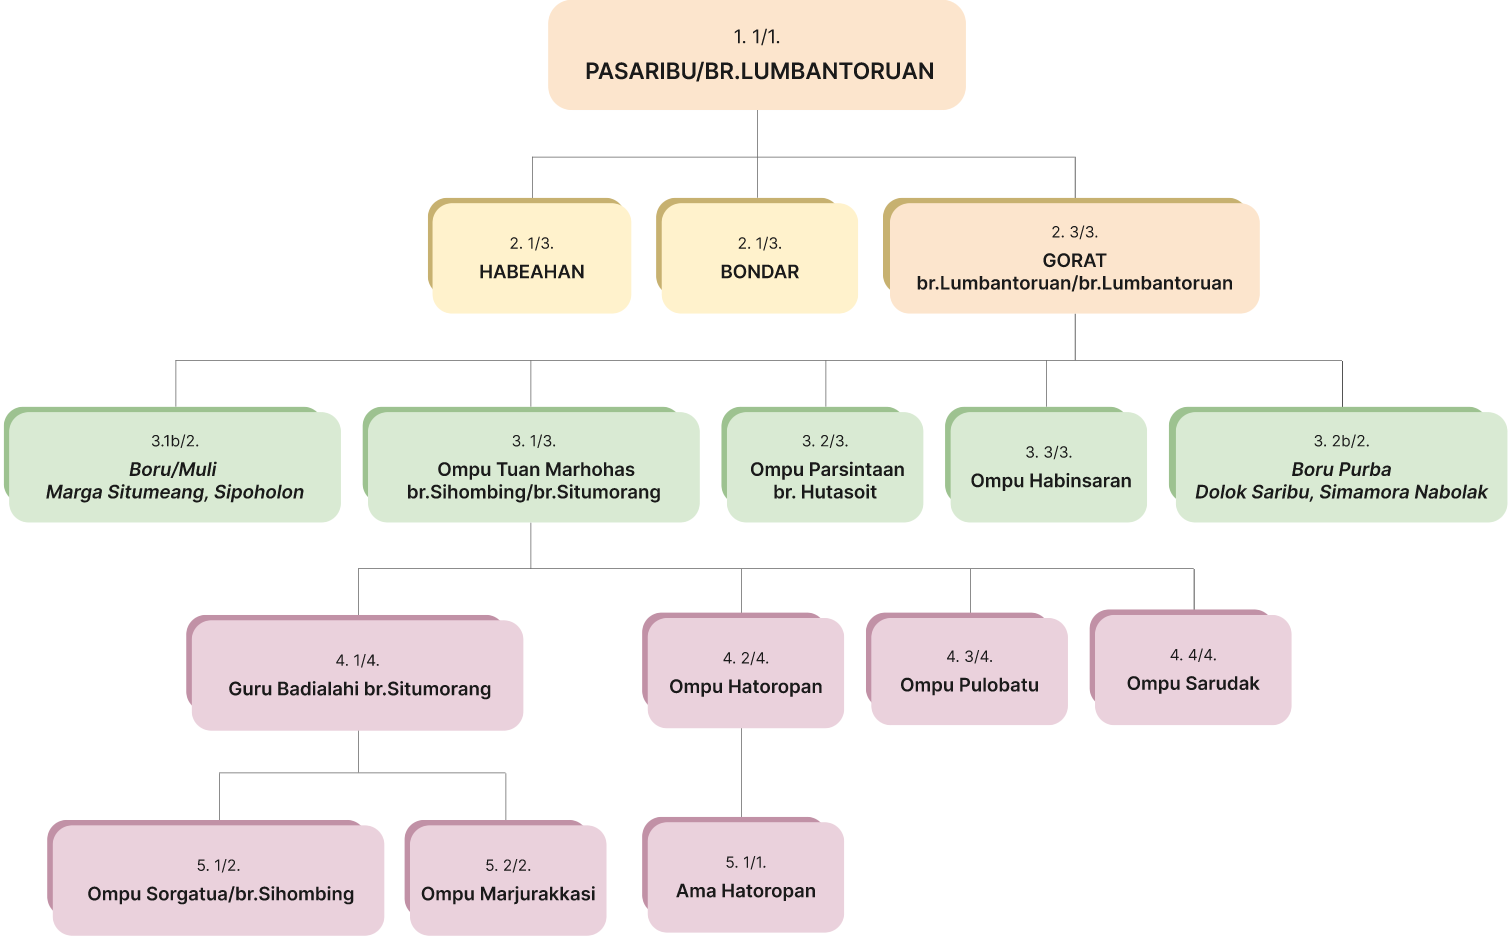 1. 1/1.
PASARIBU/BR.LUMBANTORUAN
2. 1/3.
HABEAHAN
2. 1/3.
BONDAR
2. 3/3.
GORAT
br.Lumbantoruan/br.Lumbantoruan
3.1b/2.
Boru/Muli
Marga Situmeang, Sipoholon
3. 1/3.
Ompu Tuan Marhohas
br.Sihombing/br.Situmorang
3. 2/3.
Ompu Parsintaan
br. Hutasoit
3. 3/3.
Ompu Habinsaran
3. 2b/2.
Boru Purba
Dolok Saribu, Simamora Nabolak
4. 1/4.
Guru Badialahi br.Situmorang
4. 2/4.
Ompu Hatoropan
4. 3/4.
Ompu Pulobatu
4. 4/4.
Ompu Sarudak
5. 1/2.
Ompu Sorgatua/br.Sihombing
5. 2/2.
Ompu Marjurakkasi
5. 1/1.
Ama Hatoropan